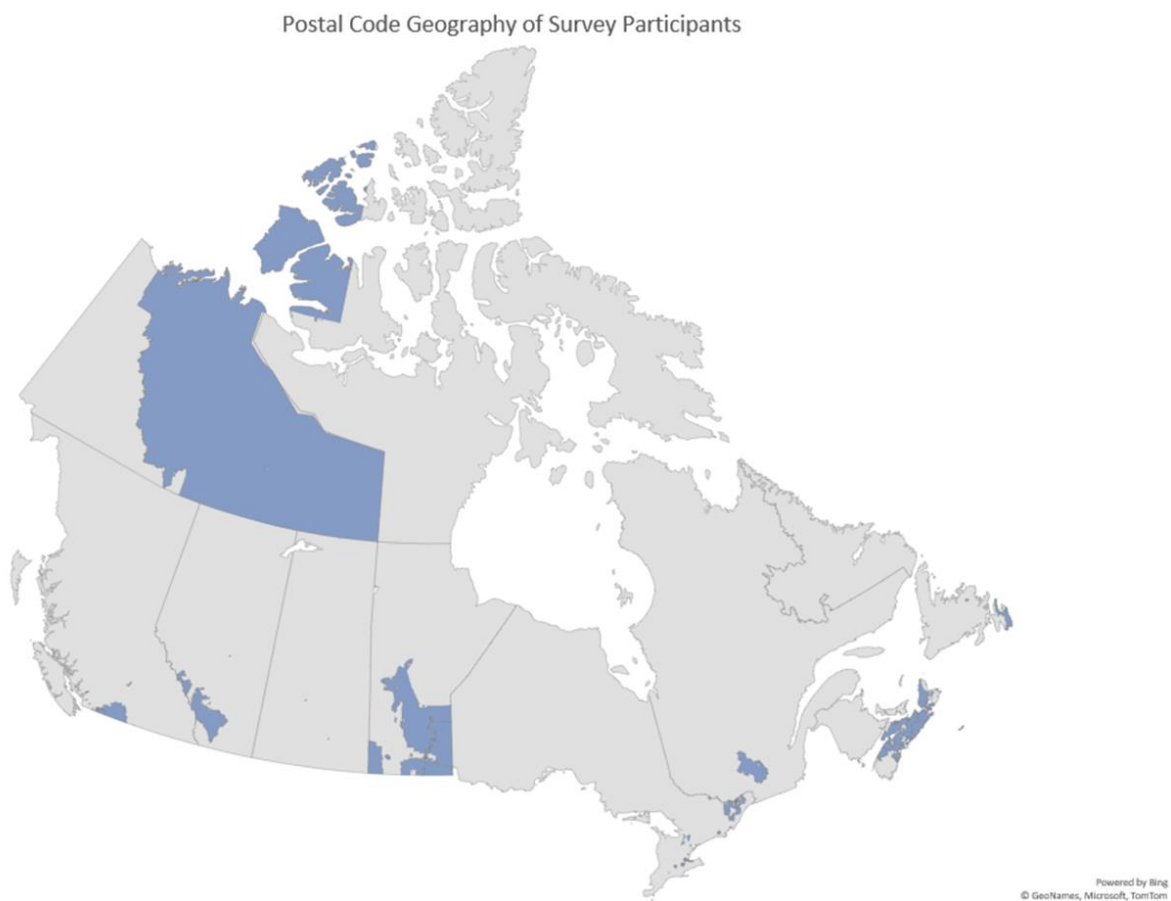 Postal Code Geography of Survey Participants
Powered by Bing
© GeoNames, Microsoft, TomTom